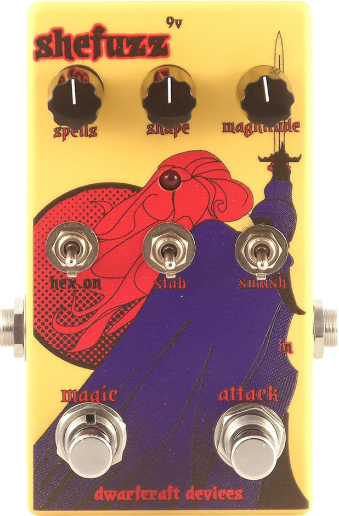 9v
shefuzz
spells shape magnitude
hex on stab smash
in
magic attack
dwarfcraft devices